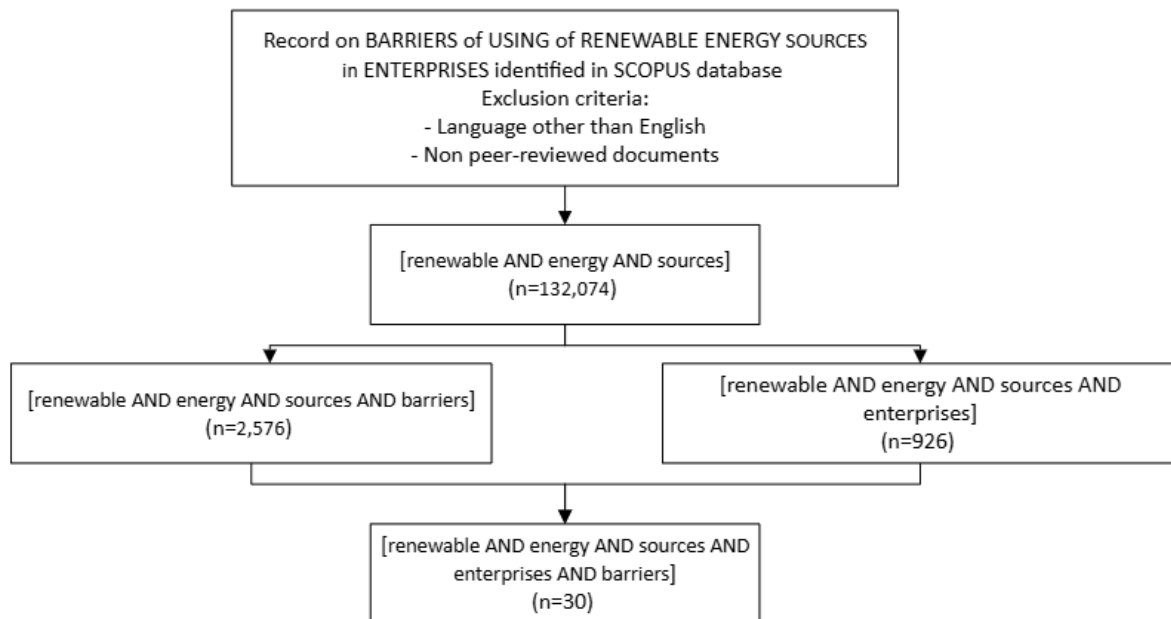 Record on BARRIERS of USING of RENEWABLE ENERGY SOURCES
in ENTERPRISES identified in SCOPUS database
Exclusion criteria:
- Language other than English
- Non peer-reviewed documents
[renewable AND energy AND sources]
(n=132,074)
[renewable AND energy AND sources AND barriers]
(n=2,576)
[renewable AND energy AND sources AND
enterprises]
(n=926)
[renewable AND energy AND sources AND
enterprises AND barriers]
(n=30)